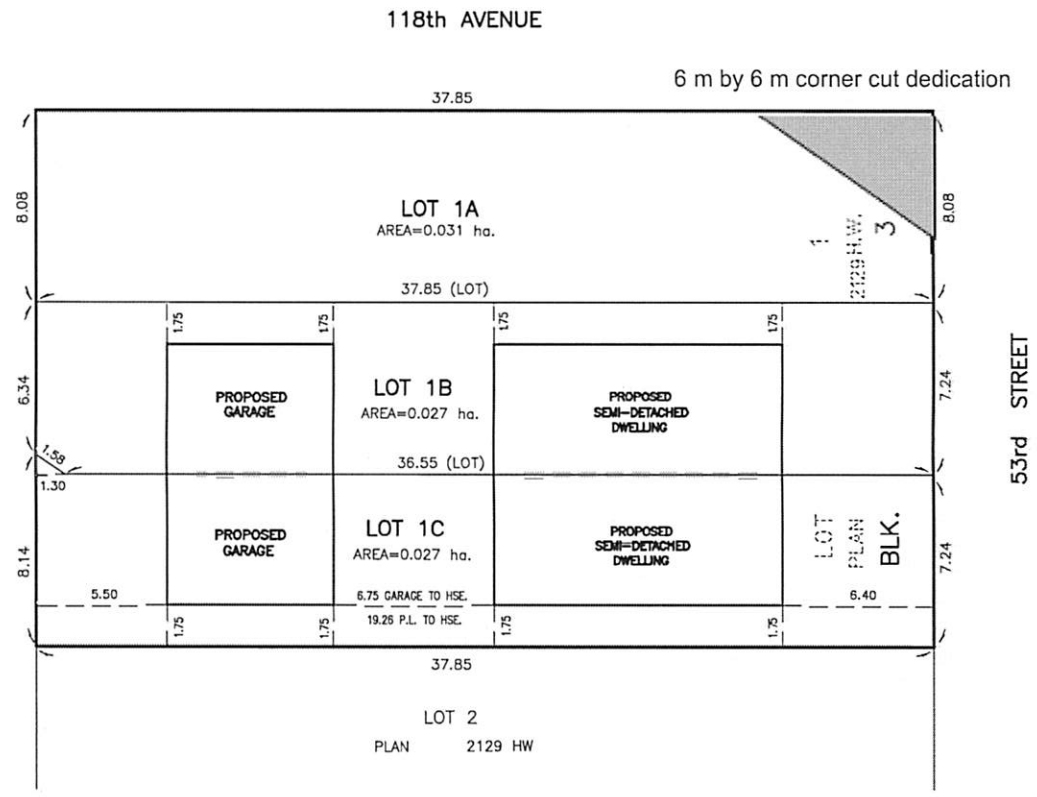 118th AVENUE
6 m by 6 m corner cut dedication
37.85
8.08
LOT 1A
AREA=0.031 ha.
8.08
1
2129 H.W.
3
37.85 (LOT)
1.75
1.75
1.75
1.75
6.34
PROPOSED
GARAGE
LOT 1B
AREA=0.027 ha.
PROPOSED
SEMI-DETACHED
DWELLING
7.24
53rd STREET
1.58
36.55 (LOT)
1.30
8.14
PROPOSED
GARAGE
LOT 1C
AREA=0.027 ha.
PROPOSED
SEMI-DETACHED
DWELLING
LOT
PLAN
BLK.
7.24
5.50
6.75 GARAGE TO HSE.
6.40
19.26 P.L. TO HSE.
1.75
1.75
1.75
1.75
37.85
LOT 2
PLAN 2129 HW